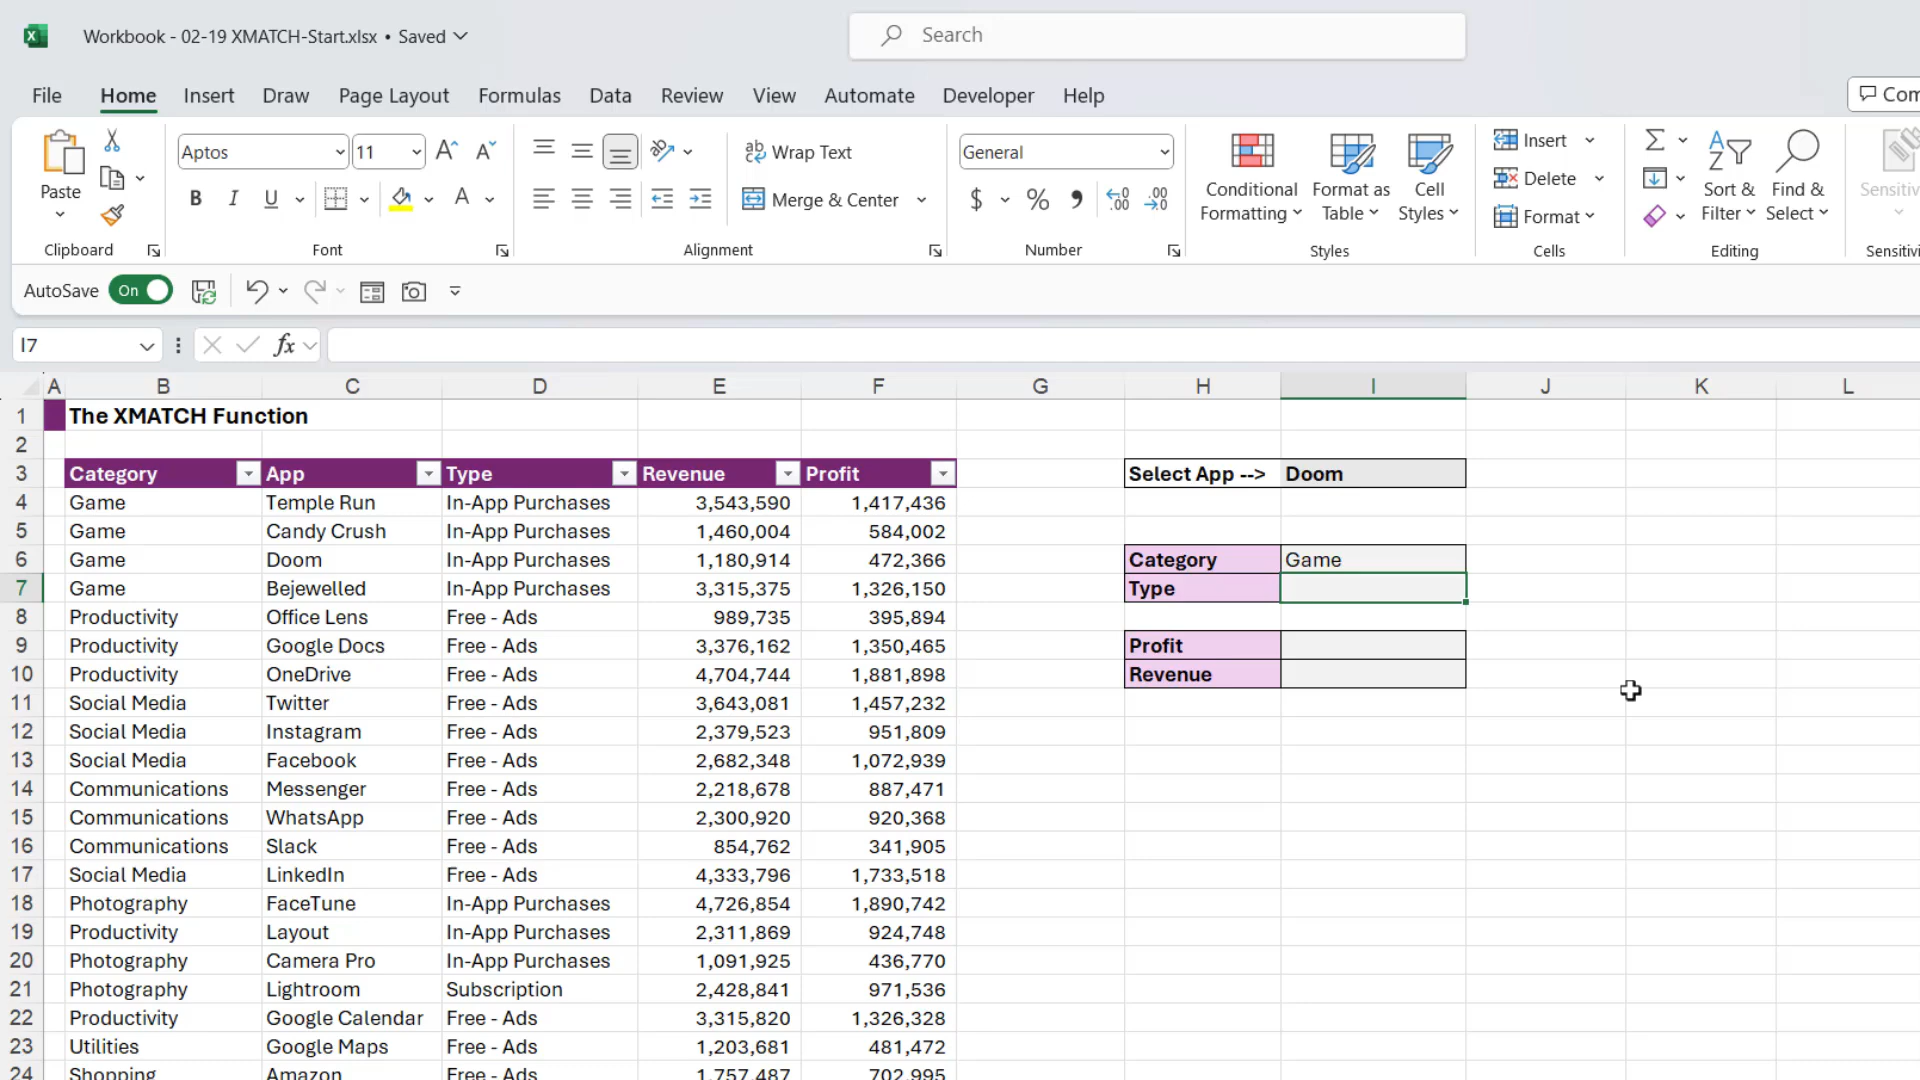 Workbook - 02-19 XMATCH-Start.xlsx • Saved
Search
File Home Insert Draw Page Layout Formulas Data Review View Automate Developer Help
Paste
Clipboard
Aptos 11
B I U A
Font
ab Wrap Text
Merge & Center
Alignment
General
$ % ,
Number
Conditional Formatting
Format as Table
Cell Styles
Styles
Insert
Delete
Format
Cells
Sort & Filter
Find & Select
Editing
AutoSave On
I7 fx
A B C D E F G H I J K L
1 The XMATCH Function
2
3 Category App Type Revenue Profit Select App --> Doom
4 Game Temple Run In-App Purchases 3,543,590 1,417,436
5 Game Candy Crush In-App Purchases 1,460,004 584,002
6 Game Doom In-App Purchases 1,180,914 472,366 Category Game
7 Game Bejewelled In-App Purchases 3,315,375 1,326,150 Type
8 Productivity Office Lens Free - Ads 989,735 395,894
9 Productivity Google Docs Free - Ads 3,376,162 1,350,465 Profit
10 Productivity OneDrive Free - Ads 4,704,744 1,881,898 Revenue
11 Social Media Twitter Free - Ads 3,643,081 1,457,232
12 Social Media Instagram Free - Ads 2,379,523 951,809
13 Social Media Facebook Free - Ads 2,682,348 1,072,939
14 Communications Messenger Free - Ads 2,218,678 887,471
15 Communications WhatsApp Free - Ads 2,300,920 920,368
16 Communications Slack Free - Ads 854,762 341,905
17 Social Media LinkedIn Free - Ads 4,333,796 1,733,518
18 Photography FaceTune In-App Purchases 4,726,854 1,890,742
19 Productivity Layout In-App Purchases 2,311,869 924,748
20 Photography Camera Pro In-App Purchases 1,091,925 436,770
21 Photography Lightroom Subscription 2,428,841 971,536
22 Productivity Google Calendar Free - Ads 3,315,820 1,326,328
23 Utilities Google Maps Free - Ads 1,203,681 481,472
24 Shopping Amazon Free - Ads 1,757,487 702,995